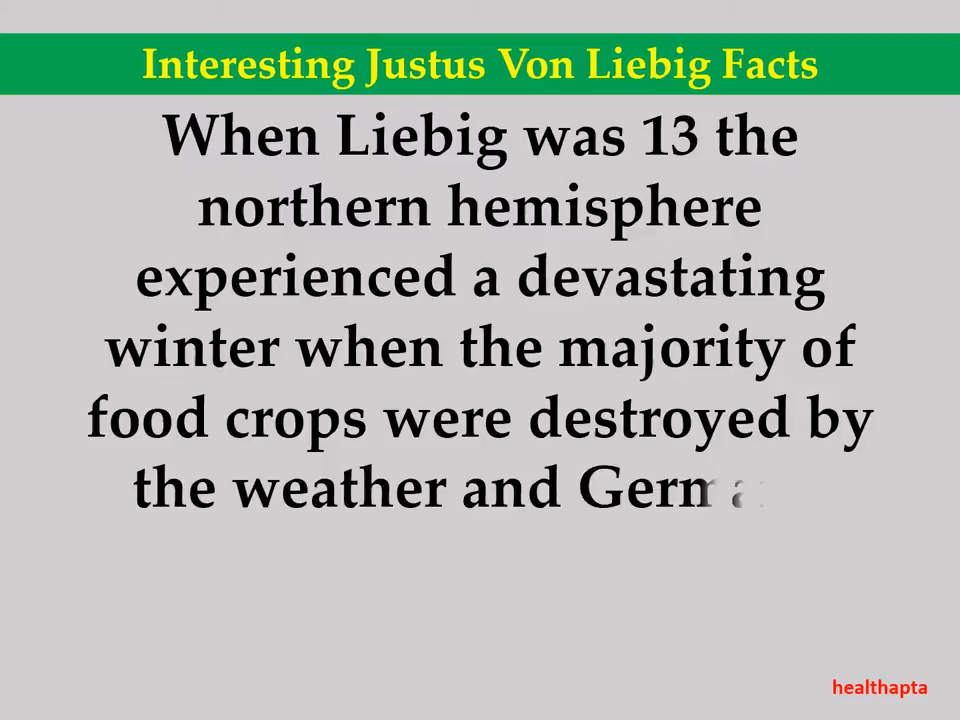 Interesting Justus Von Liebig Facts
When Liebig was 13 the
northern hemisphere
experienced a devastating
winter when the majority of
food crops were destroyed by
the weather and
healthapta